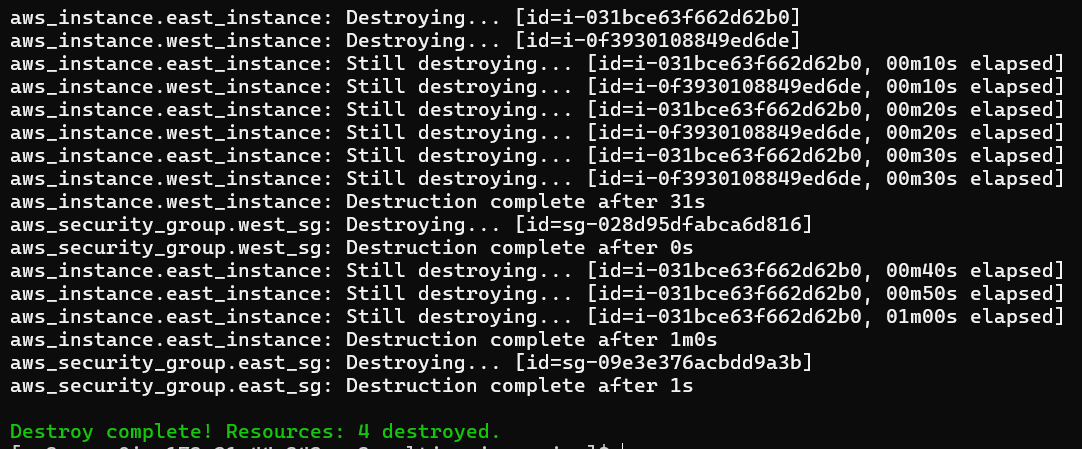 aws_instance.east_instance: Destroying... [id=i-031bce63f662d62b0]
aws_instance.west_instance: Destroying... [id=i-0f3930108849ed6de]
aws_instance.east_instance: Still destroying... [id=i-031bce63f662d62b0, 00m10s elapsed]
aws_instance.west_instance: Still destroying... [id=i-0f3930108849ed6de, 00m10s elapsed]
aws_instance.east_instance: Still destroying... [id=i-031bce63f662d62b0, 00m20s elapsed]
aws_instance.west_instance: Still destroying... [id=i-0f3930108849ed6de, 00m20s elapsed]
aws_instance.east_instance: Still destroying... [id=i-031bce63f662d62b0, 00m30s elapsed]
aws_instance.west_instance: Still destroying... [id=i-0f3930108849ed6de, 00m30s elapsed]
aws_instance.west_instance: Destruction complete after 31s
aws_security_group.west_sg: Destroying... [id=sg-028d95dfabca6d816]
aws_security_group.west_sg: Destruction complete after 0s
aws_instance.east_instance: Still destroying... [id=i-031bce63f662d62b0, 00m40s elapsed]
aws_instance.east_instance: Still destroying... [id=i-031bce63f662d62b0, 00m50s elapsed]
aws_instance.east_instance: Still destroying... [id=i-031bce63f662d62b0, 01m00s elapsed]
aws_instance.east_instance: Destruction complete after 1m0s
aws_security_group.east_sg: Destroying... [id=sg-09e3e376acbdd9a3b]
aws_security_group.east_sg: Destruction complete after 1s
Destroy complete! Resources: 4 destroyed.